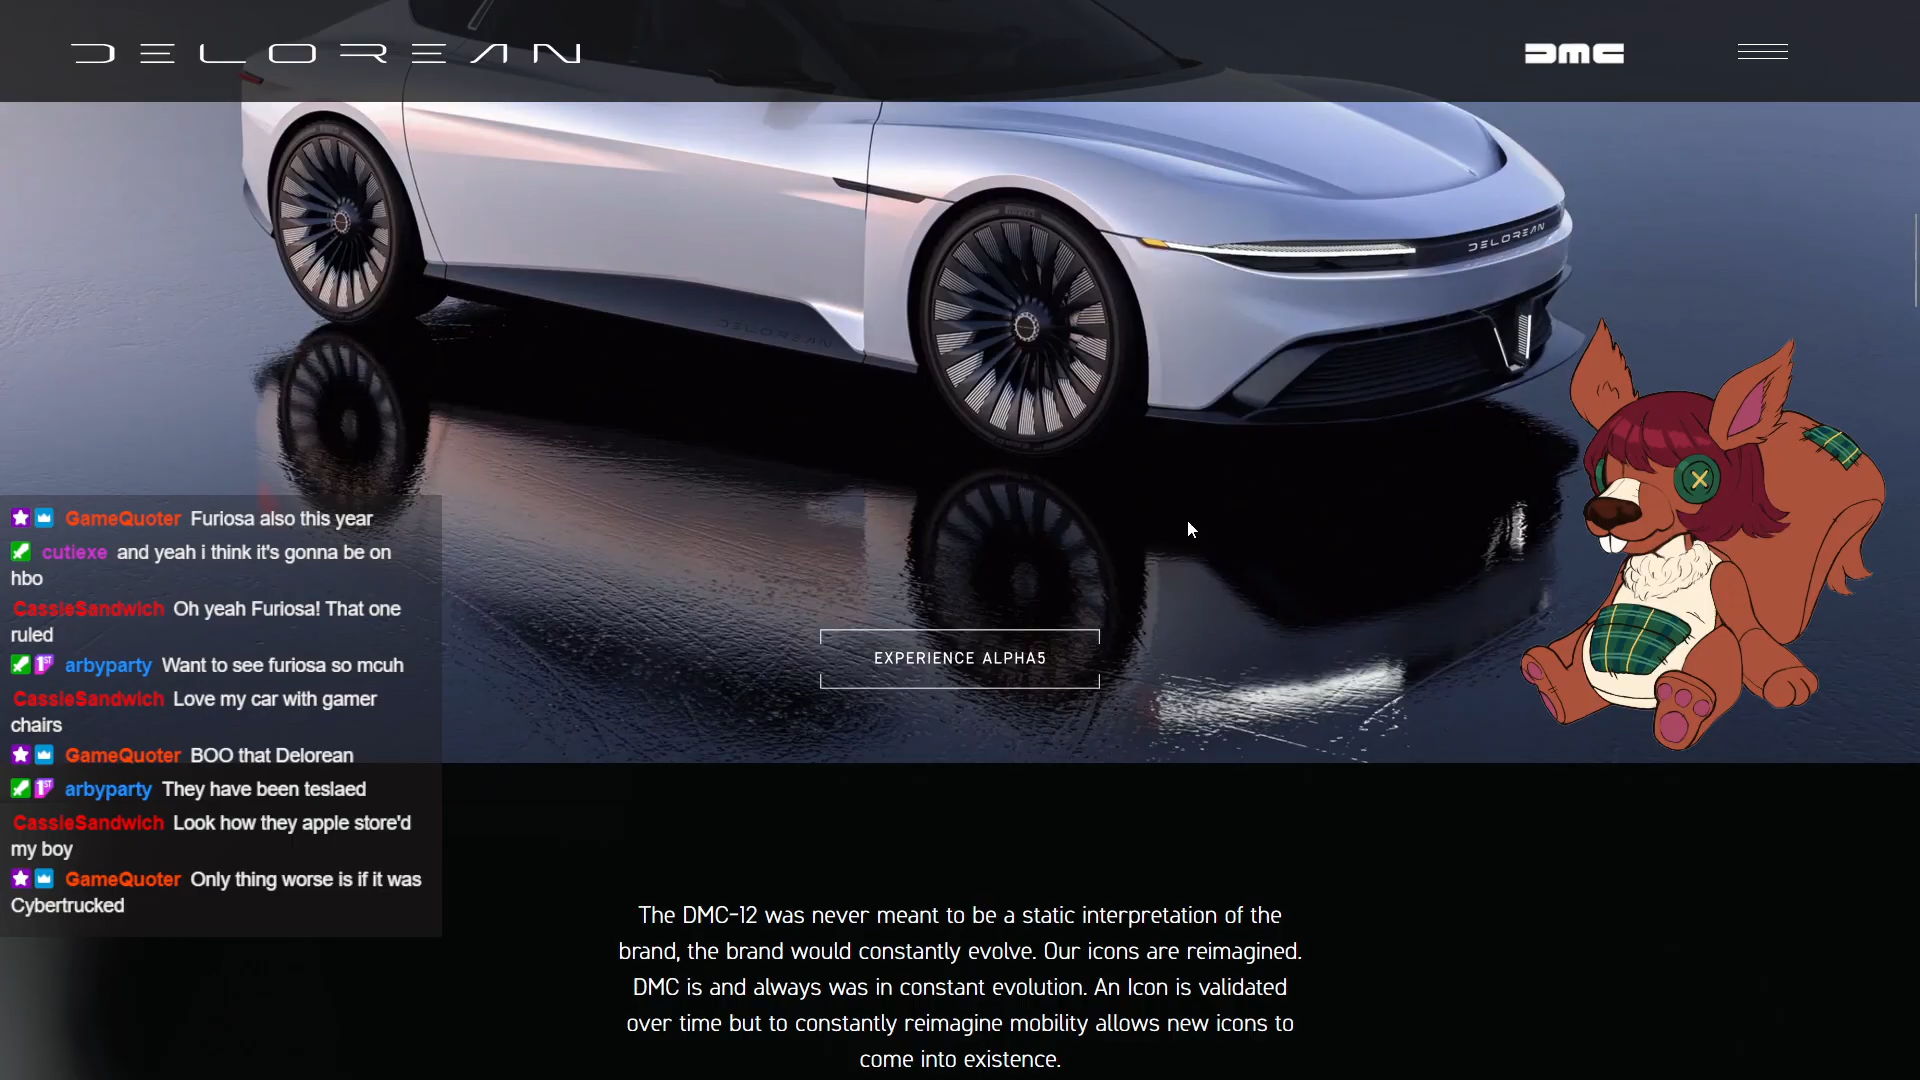 DELOREAN
DMC
DELOREAN
DELOREAN
EXPERIENCE ALPHA5
GameQuoter Furiosa also this year
cutiexe and yeah i think it's gonna be on
hbo
CassieSandwich Oh yeah Furiosa! That one
ruled
1ST arbyparty Want to see furiosa so mcuh
CassieSandwich Love my car with gamer
chairs
GameQuoter BOO that Delorean
1ST arbyparty They have been teslaed
CassieSandwich Look how they apple store'd
my boy
GameQuoter Only thing worse is if it was
Cybertrucked
The DMC-12 was never meant to be a static interpretation of the
brand, the brand would constantly evolve. Our icons are reimagined.
DMC is and always was in constant evolution. An Icon is validated
over time but to constantly reimagine mobility allows new icons to
come into existence.